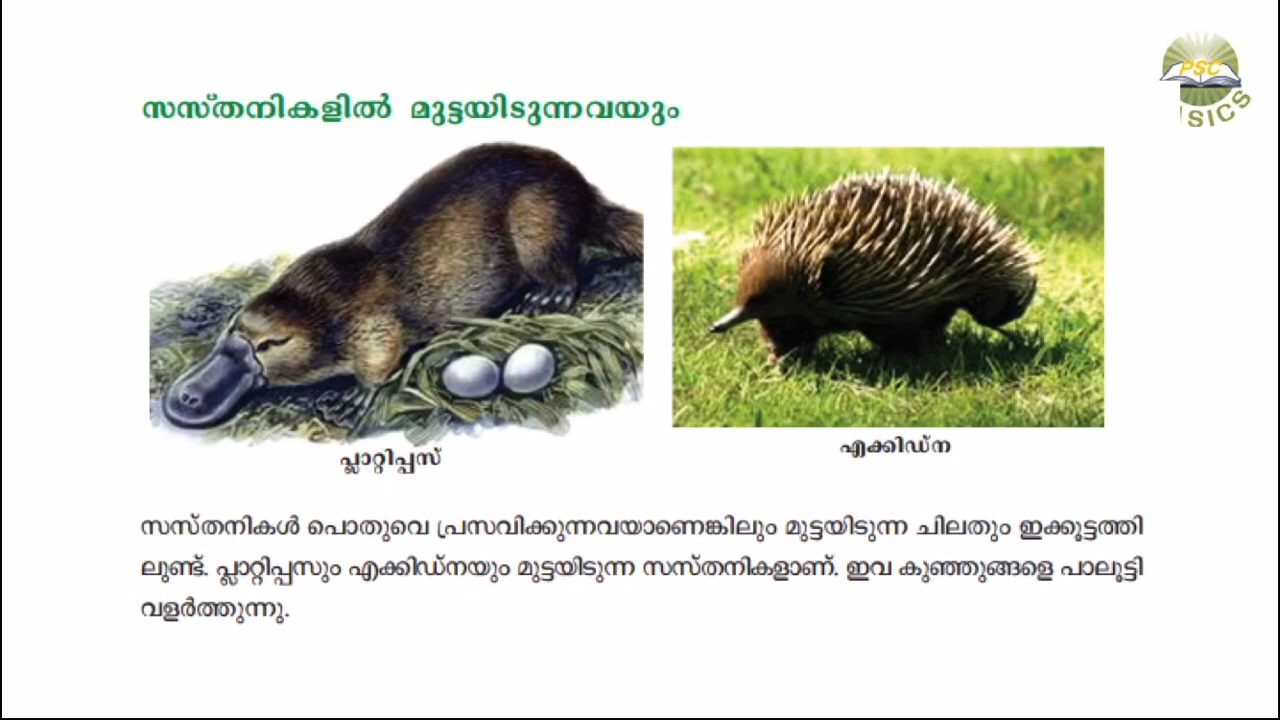 PSC
SICS
സസ്തനികളിൽ മുട്ടയിടുന്നവയും
പ്ലാറ്റിപ്പസ്
എക്കിഡ്ന
സസ്തനികൾ പൊതുവെ പ്രസവിക്കുന്നവയാണെങ്കിലും മുട്ടയിടുന്ന ചിലതും ഇക്കൂട്ടത്തി
ലുണ്ട്. പ്ലാറ്റിപ്പസും എക്കിഡ്നയും മുട്ടയിടുന്ന സസ്തനികളാണ്. ഇവ കുഞ്ഞുങ്ങളെ പാലൂട്ടി
വളർത്തുന്നു.